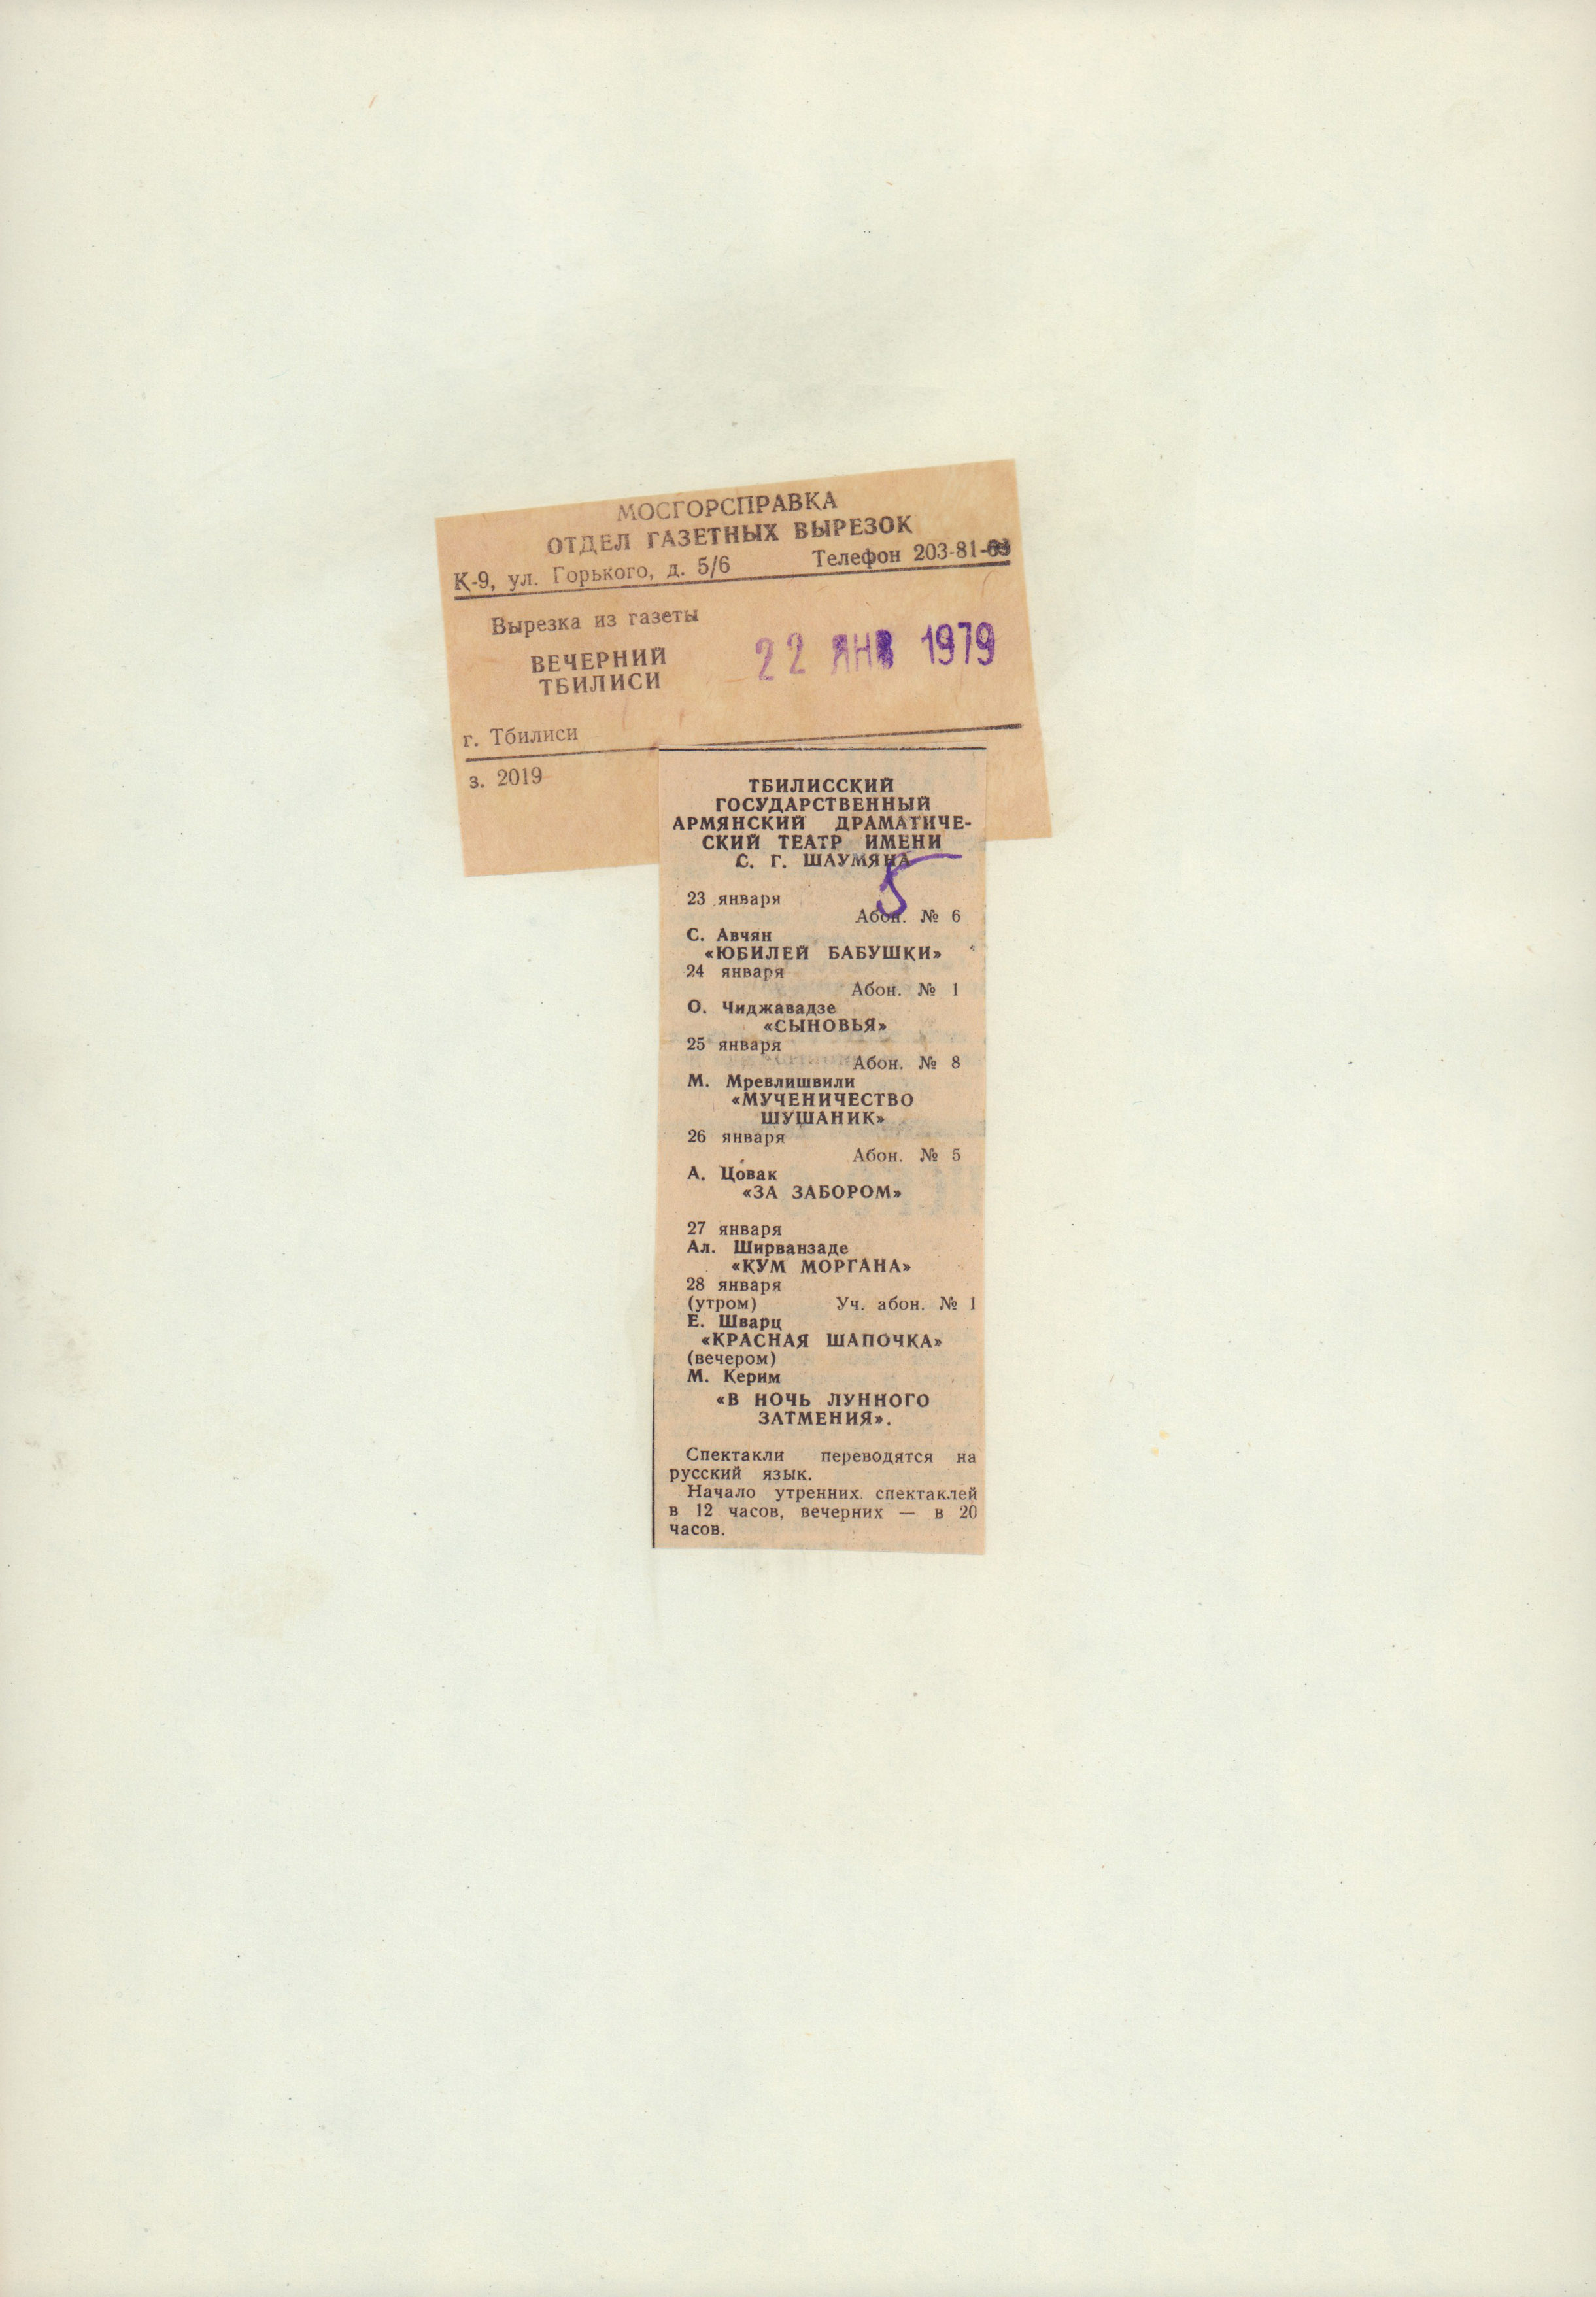 МОСГОРСПРАВКА
ОТДЕЛ ГАЗЕТНЫХ ВЫРЕЗОК
К-9, ул. Горького, д. 5/6 Телефон 203-81-
Вырезка из газеты
ВЕЧЕРНИЙ
ТБИЛИСИ
22 ЯНВ 1979
г. Тбилиси
з. 2019
ТБИЛИССКИЙ
ГОСУДАРСТВЕННЫЙ
АРМЯНСКИЙ ДРАМАТИЧЕ-
СКИЙ ТЕАТР ИМЕНИ
С. Г. ШАУМЯНА
5
23 января
Абон. № 6
С. Авчян
«ЮБИЛЕЙ БАБУШКИ»
24 января
Абон. № 1
О. Чиджавадзе
«СЫНОВЬЯ»
25 января
Абон. № 8
М. Мревлишвили
«МУЧЕНИЧЕСТВО
ШУШАНИК»
26 января
Абон. № 5
А. Цовак
«ЗА ЗАБОРОМ»
27 января
Ал. Ширванзаде
«КУМ МОРГАНА»
28 января
(утром) Уч. абон. № 1
Е. Шварц
«КРАСНАЯ ШАПОЧКА»
(вечером)
М. Керим
«В НОЧЬ ЛУННОГО
ЗАТМЕНИЯ».
Спектакли переводятся на
русский язык.
Начало утренних спектаклей
в 12 часов, вечерних — в 20
часов.